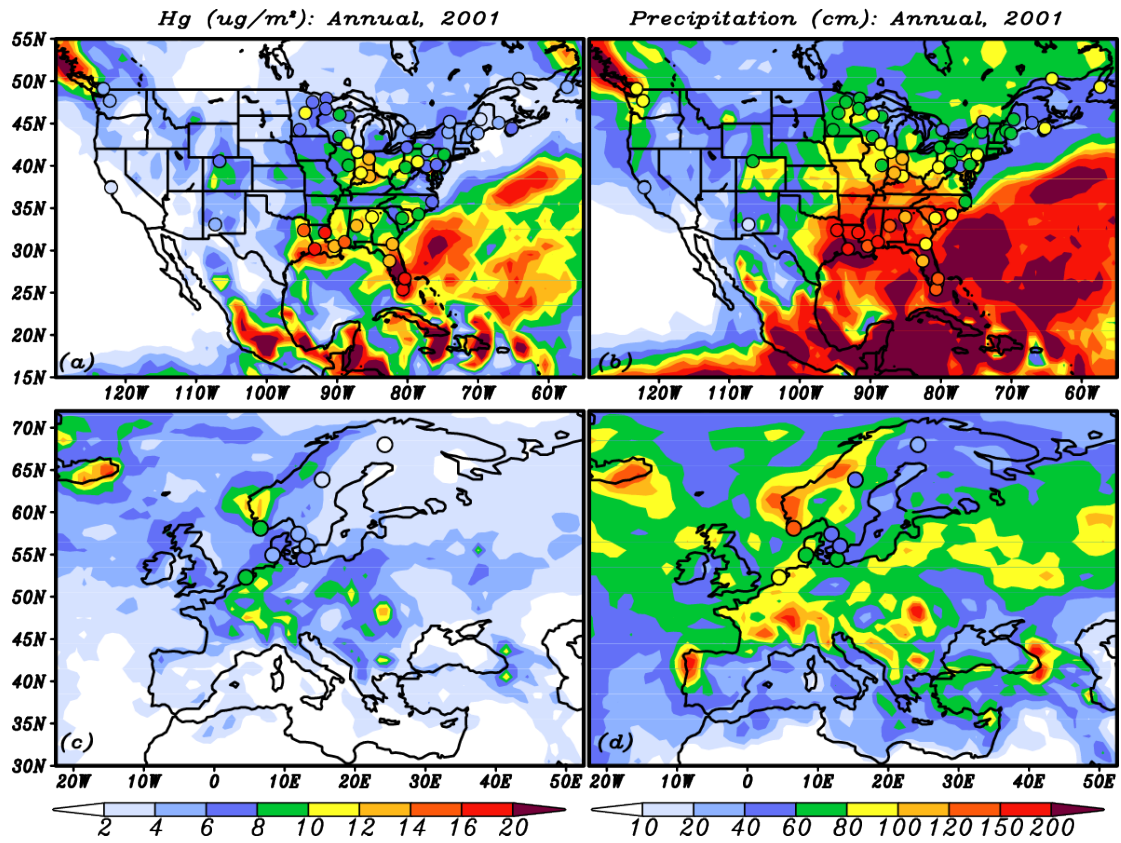 Hg (ug/m²): Annual, 2001 Precipitation (cm): Annual, 2001
55N
50N
45N
40N
35N
30N
25N
20N
15N
(a) (b)
120W 100W 90W 80W 70W 60W 120W 100W 90W 80W 70W 60W
70N
65N
60N
55N
50N
45N
40N
35N
30N
(c) (d)
20W 10W 0 10E 20E 30E 40E 50E 20W 10W 0 10E 20E 30E 40E 50E
2 4 6 8 10 12 14 16 20 10 20 40 60 80 100 120 150 200